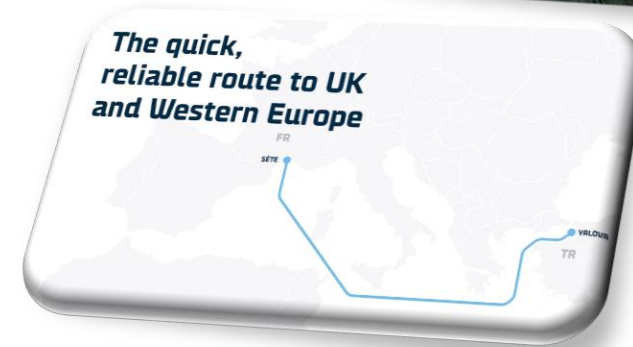 The quick,
reliable route to UK
and Western Europe
FR
SÈTE
YALOVA
TR